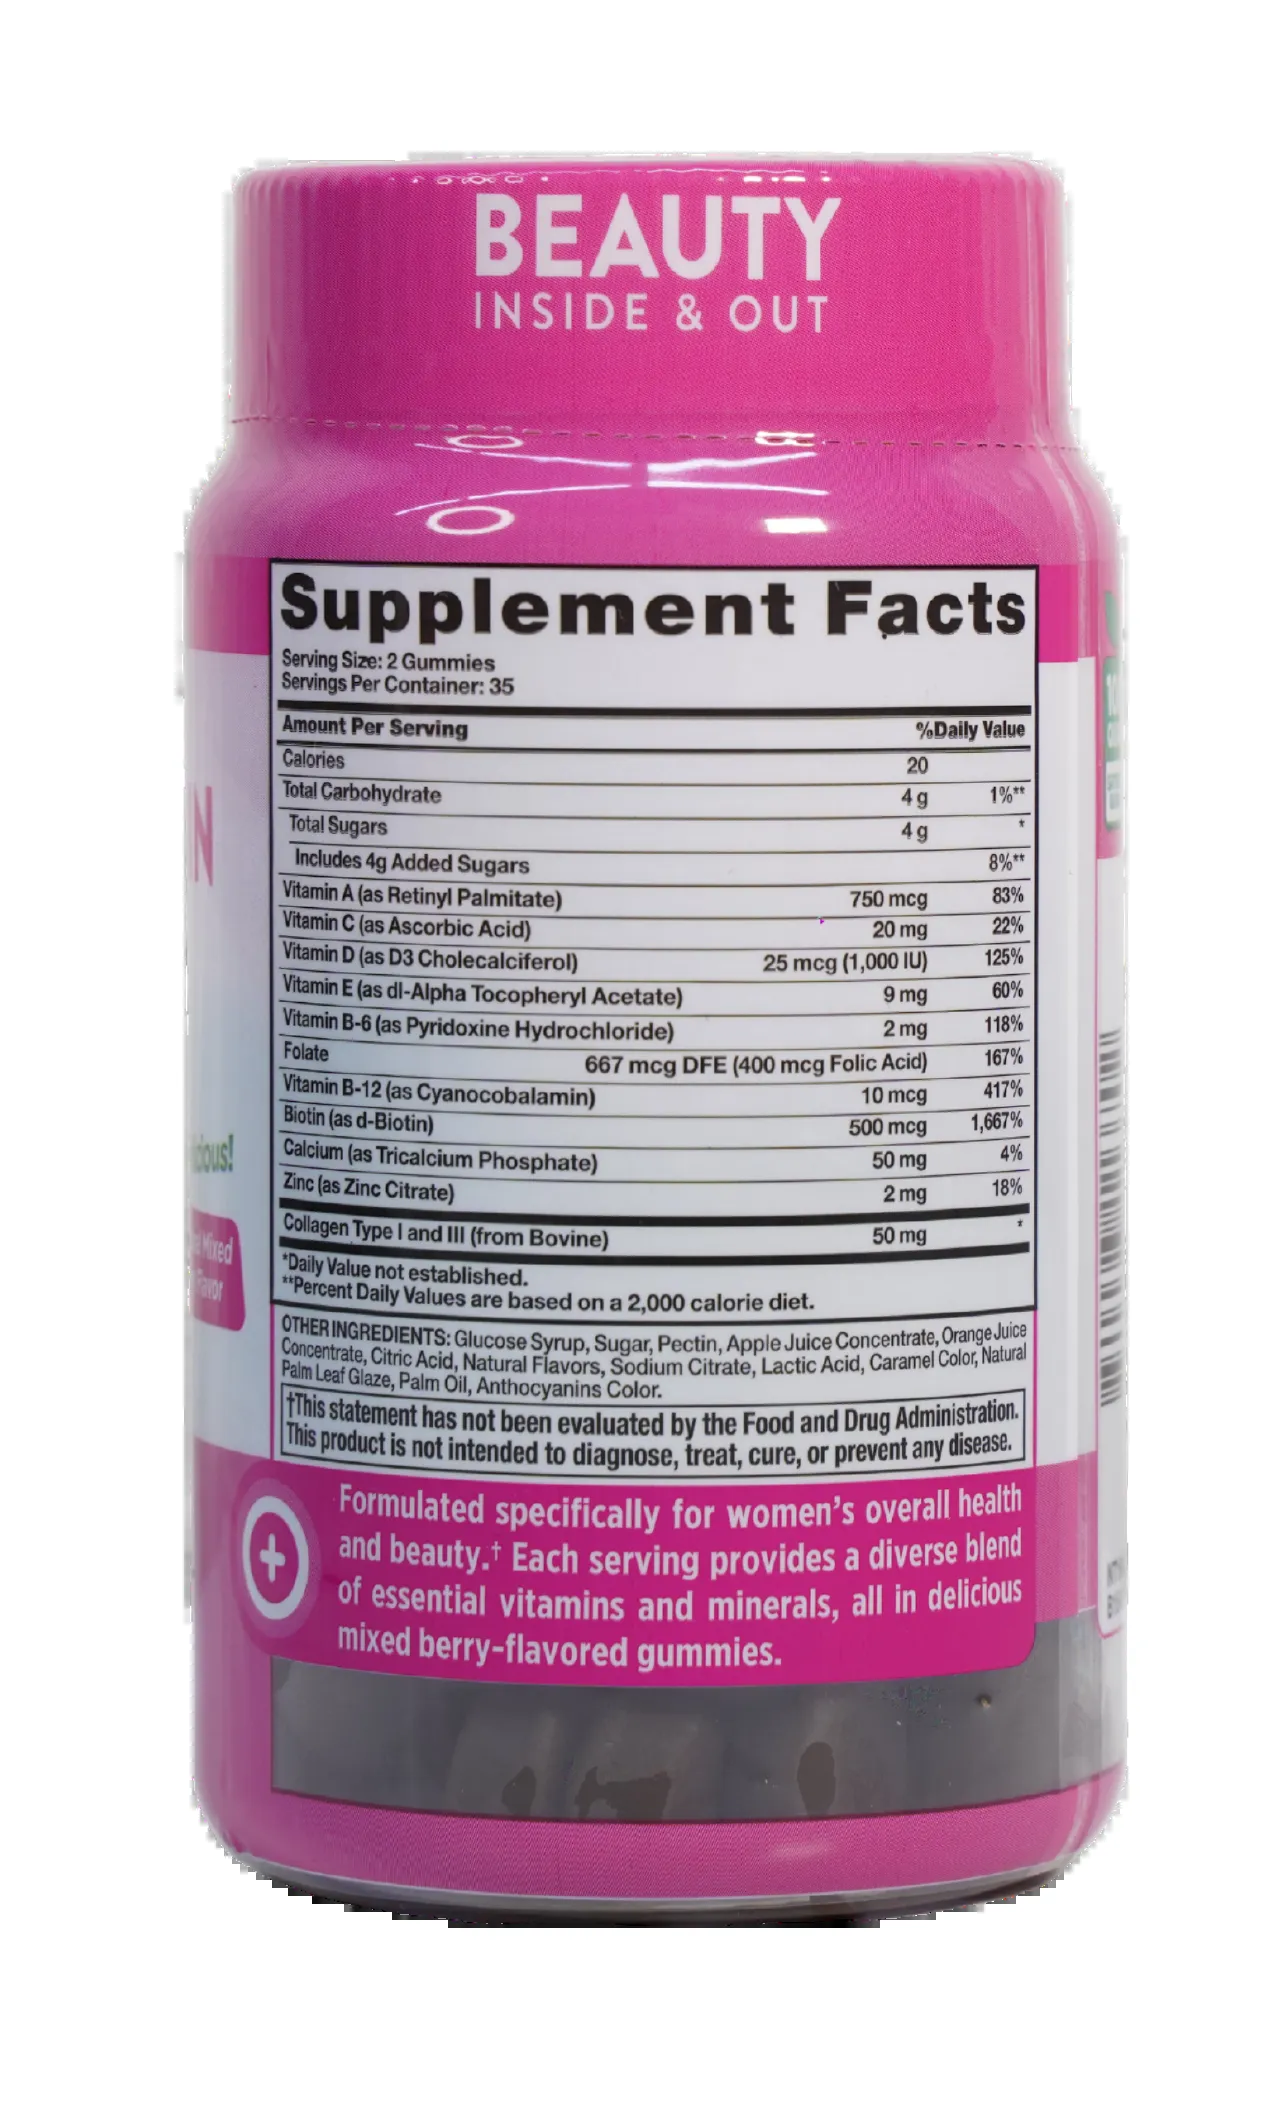 BEAUTY
INSIDE & OUT
Supplement Facts
Serving Size: 2 Gummies
Servings Per Container: 35
Amount Per Serving %Daily Value
Calories 20
Total Carbohydrate 4 g 1%**
Total Sugars 4 g *
Includes 4g Added Sugars 8%**
Vitamin A (as Retinyl Palmitate) 750 mcg 83%
Vitamin C (as Ascorbic Acid) 20 mg 22%
Vitamin D (as D3 Cholecalciferol) 25 mcg (1,000 IU) 125%
Vitamin E (as dl-Alpha Tocopheryl Acetate) 9 mg 60%
Vitamin B-6 (as Pyridoxine Hydrochloride) 2 mg 118%
Folate 667 mcg DFE (400 mcg Folic Acid) 167%
Vitamin B-12 (as Cyanocobalamin) 10 mcg 417%
Biotin (as d-Biotin) 500 mcg 1,667%
Calcium (as Tricalcium Phosphate) 50 mg 4%
Zinc (as Zinc Citrate) 2 mg 18%
Collagen Type I and III (from Bovine) 50 mg *
*Daily Value not established.
**Percent Daily Values are based on a 2,000 calorie diet.
OTHER INGREDIENTS: Glucose Syrup, Sugar, Pectin, Apple Juice Concentrate, Orange Juice
Concentrate, Citric Acid, Natural Flavors, Sodium Citrate, Lactic Acid, Caramel Color, Natural
Palm Leaf Glaze, Palm Oil, Anthocyanins Color.
†This statement has not been evaluated by the Food and Drug Administration.
This product is not intended to diagnose, treat, cure, or prevent any disease.
Formulated specifically for women's overall health
and beauty.† Each serving provides a diverse blend
of essential vitamins and minerals, all in delicious
mixed berry-flavored gummies.
Mixed
Flavor